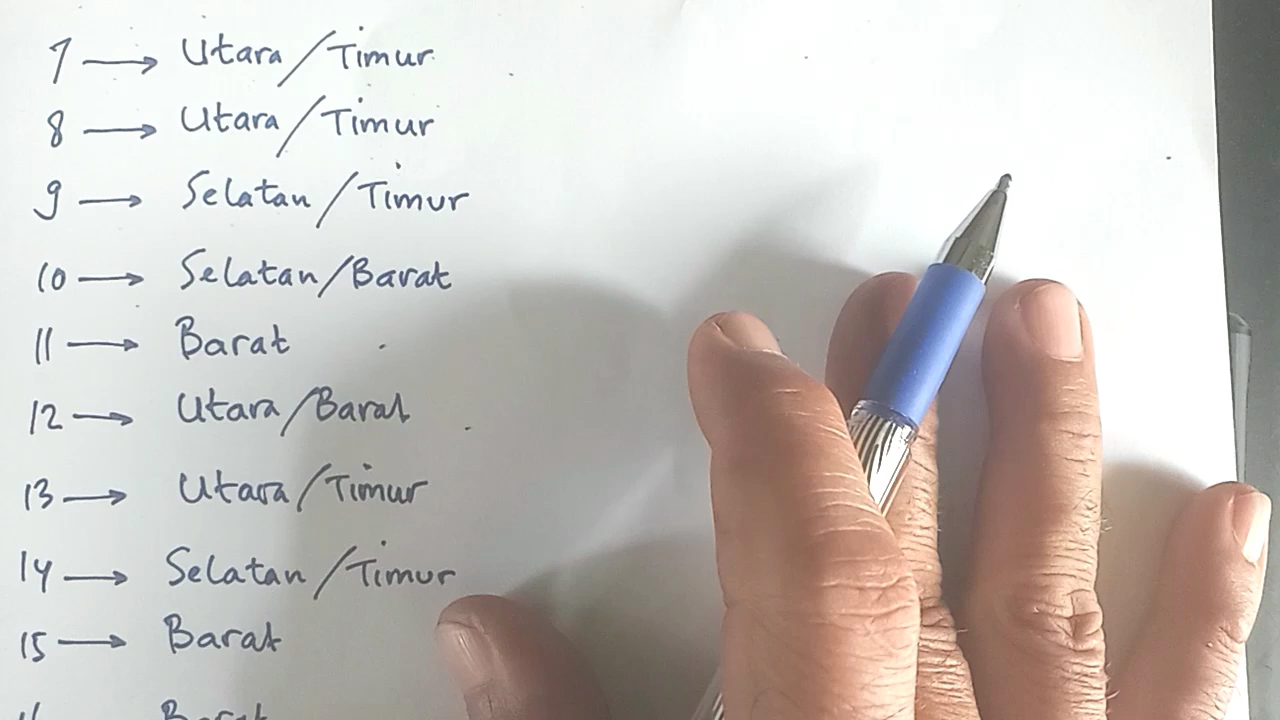 7 → Utara/Timur
8 → Utara/Timur
9 → Selatan/Timur
10 → Selatan/Barat
11 → Barat
12 → Utara/Barat
13 → Utara/Timur
14 → Selatan/Timur
15 → Barat
Barat